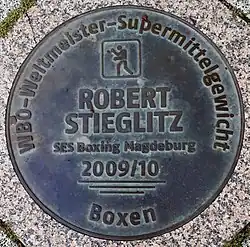 WBO-Weltmeister-Supermittelgewicht
ROBERT
STIEGLITZ
SES Boxing Magdeburg
2009/10
Boxen